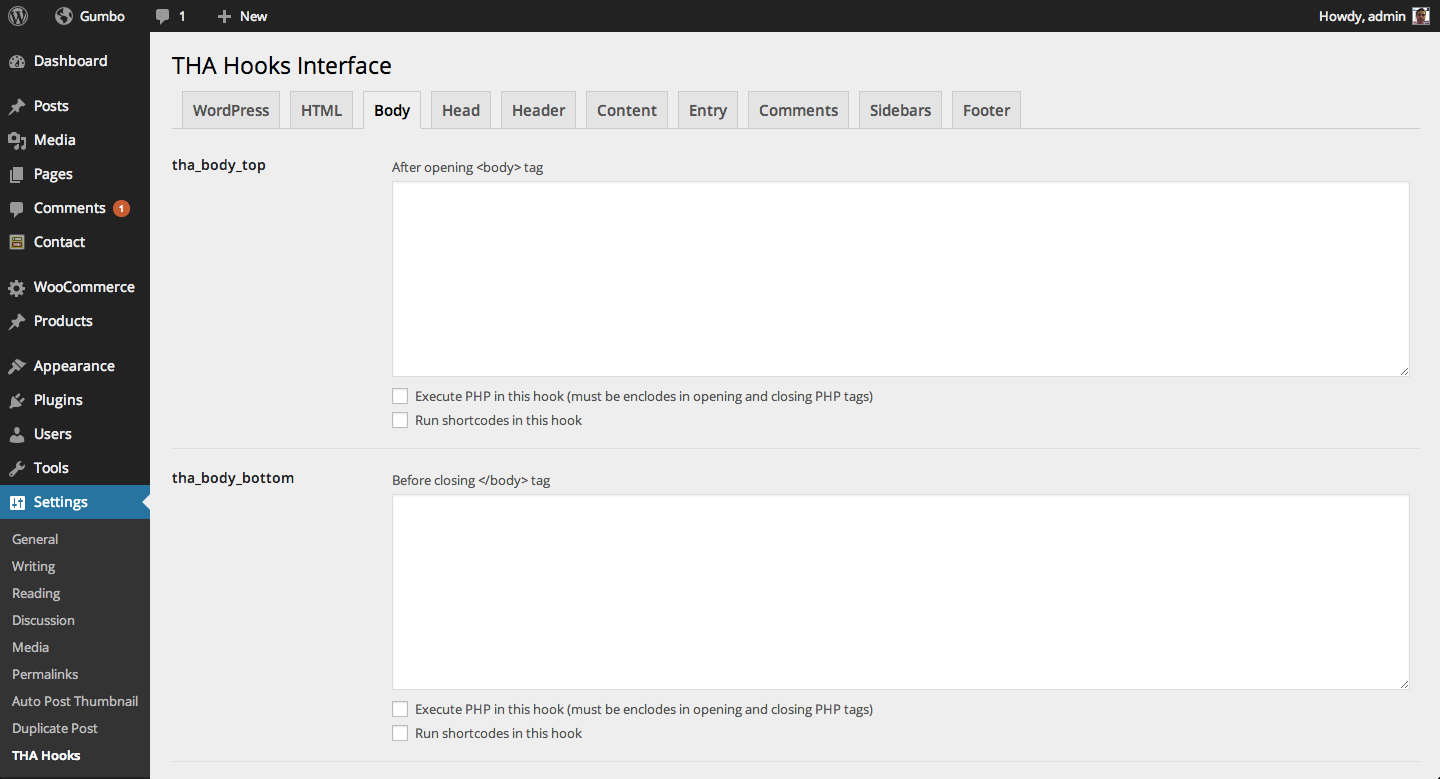 Gumbo 1 New Howdy, admin
Dashboard
Posts
Media
Pages
Comments 1
Contact
WooCommerce
Products
Appearance
Plugins
Users
Tools
Settings
General
Writing
Reading
Discussion
Media
Permalinks
Auto Post Thumbnail
Duplicate Post
THA Hooks
THA Hooks Interface
WordPress HTML Body Head Header Content Entry Comments Sidebars Footer
tha_body_top
After opening <body> tag
Execute PHP in this hook (must be enclodes in opening and closing PHP tags)
Run shortcodes in this hook
tha_body_bottom
Before closing </body> tag
Execute PHP in this hook (must be enclodes in opening and closing PHP tags)
Run shortcodes in this hook